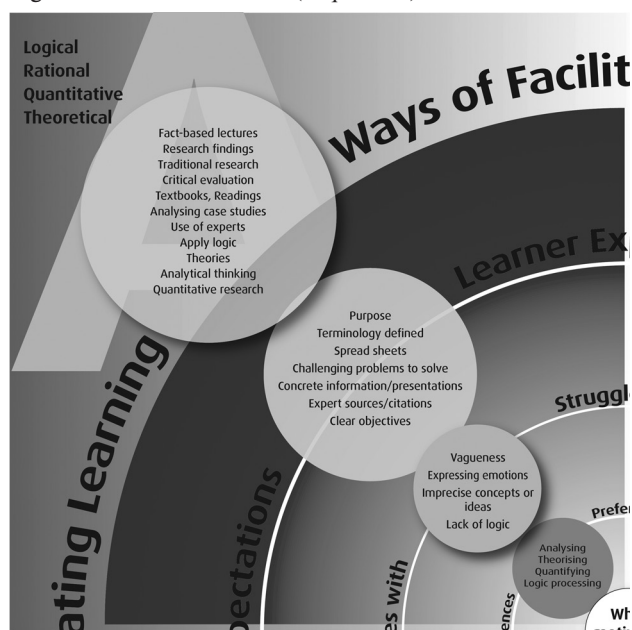 Logical
Rational
Quantitative
Theoretical
A
Fact-based lectures
Research findings
Traditional research
Critical evaluation
Textbooks, Readings
Analysing case studies
Use of experts
Apply logic
Theories
Analytical thinking
Quantitative research
Ways of Facilit
ating Learning
Learner Exp
pectations
Purpose
Terminology defined
Spread sheets
Challenging problems to solve
Concrete information/presentations
Expert sources/citations
Clear objectives
Struggl
es with
Vagueness
Expressing emotions
Imprecise concepts or
ideas
Lack of logic
Prefer
ences
Analysing
Theorising
Quantifying
Logic processing
Wh